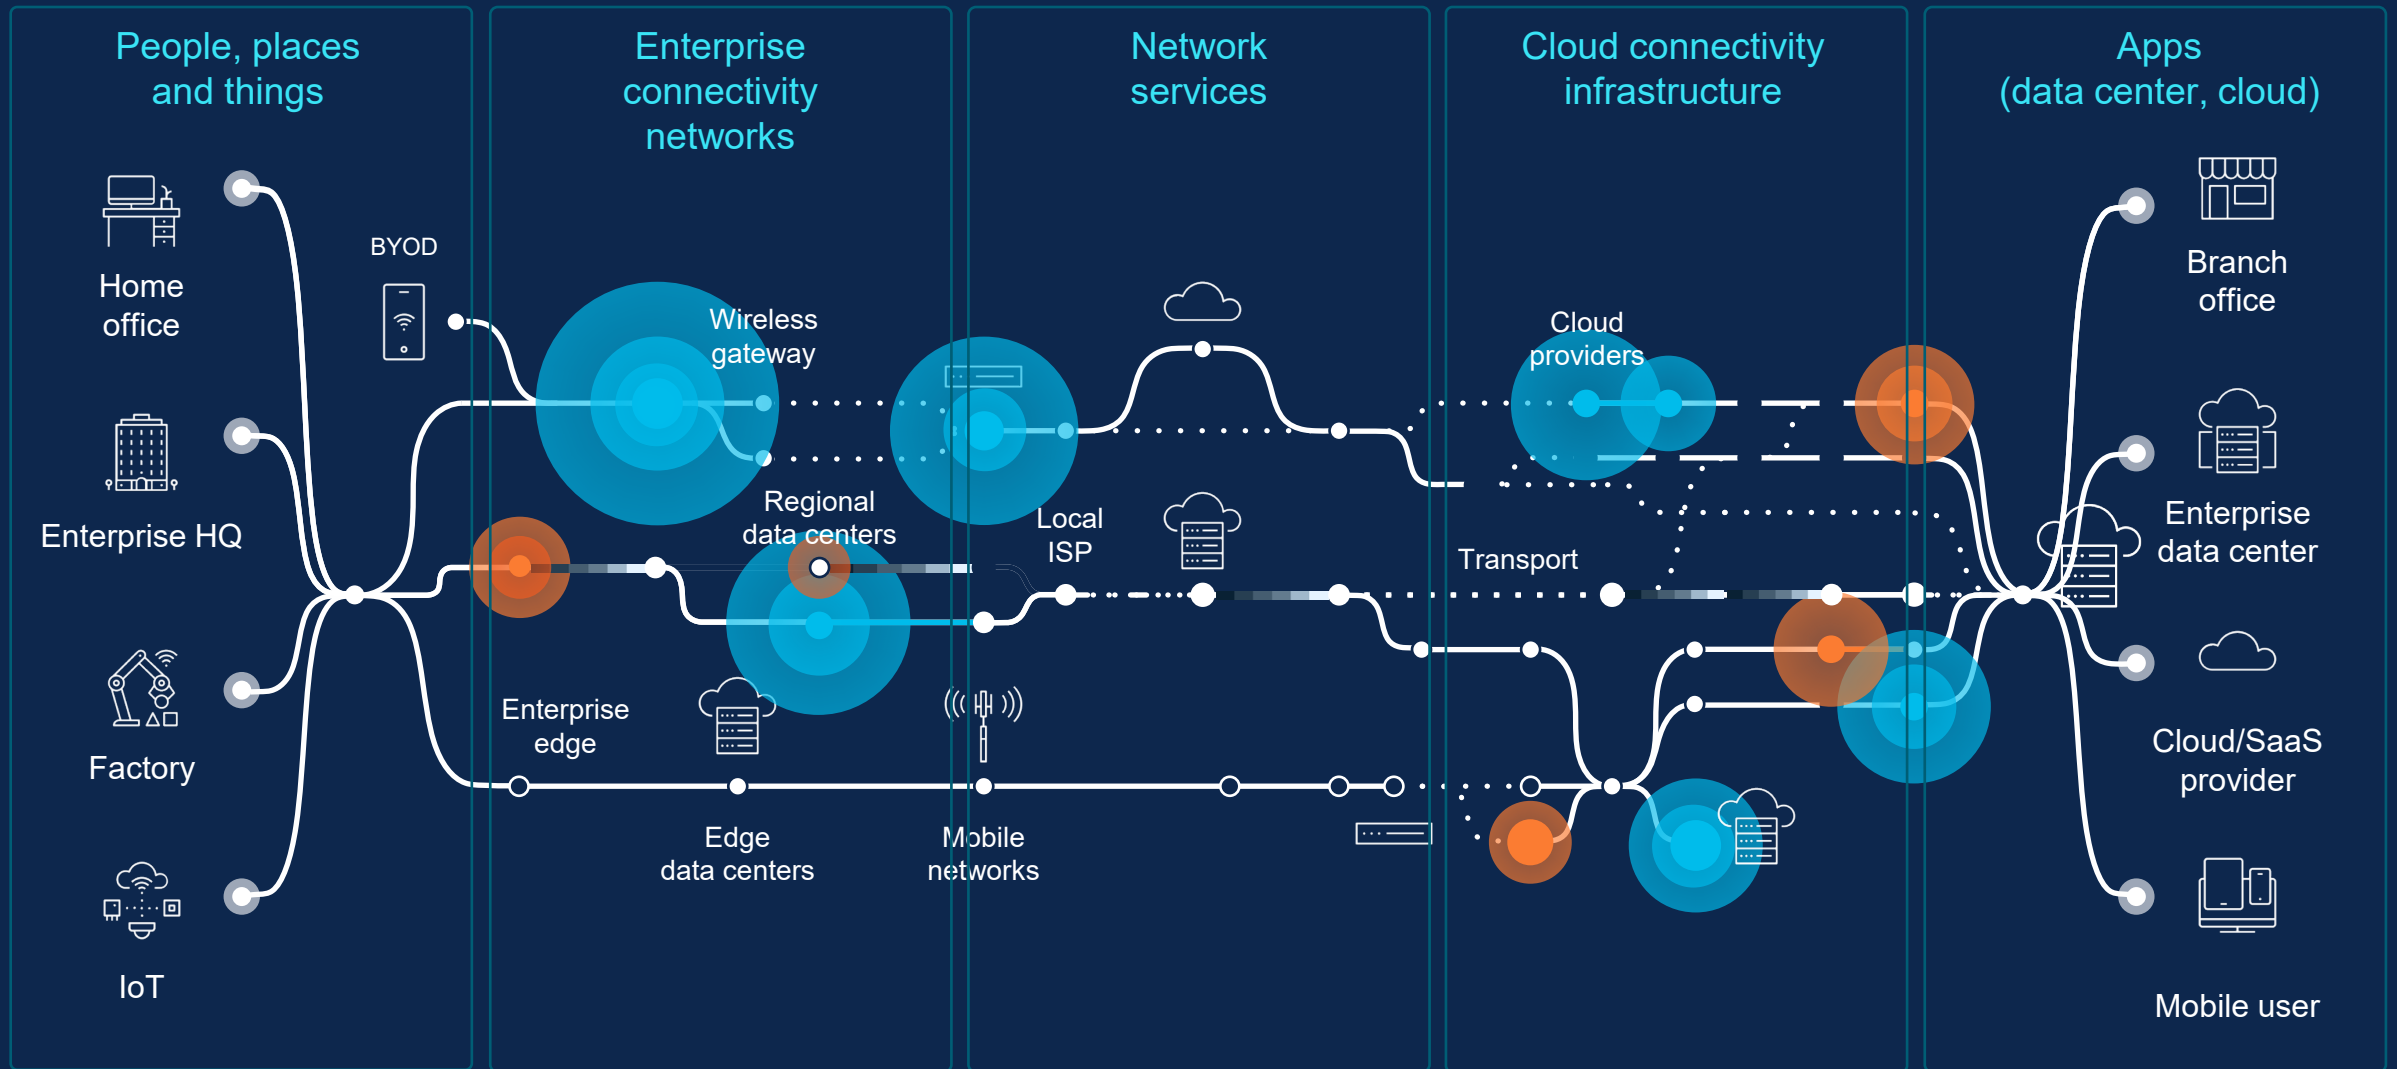 People, places
and things
Enterprise
connectivity
networks
Network
services
Cloud connectivity
infrastructure
Apps
(data center, cloud)
Home
office
Enterprise HQ
Factory
IoT
BYOD
Wireless
gateway
Regional
data centers
Enterprise
edge
Edge
data centers
Mobile
networks
Local
ISP
Cloud
providers
Transport
Branch
office
Enterprise
data center
Cloud/SaaS
provider
Mobile user